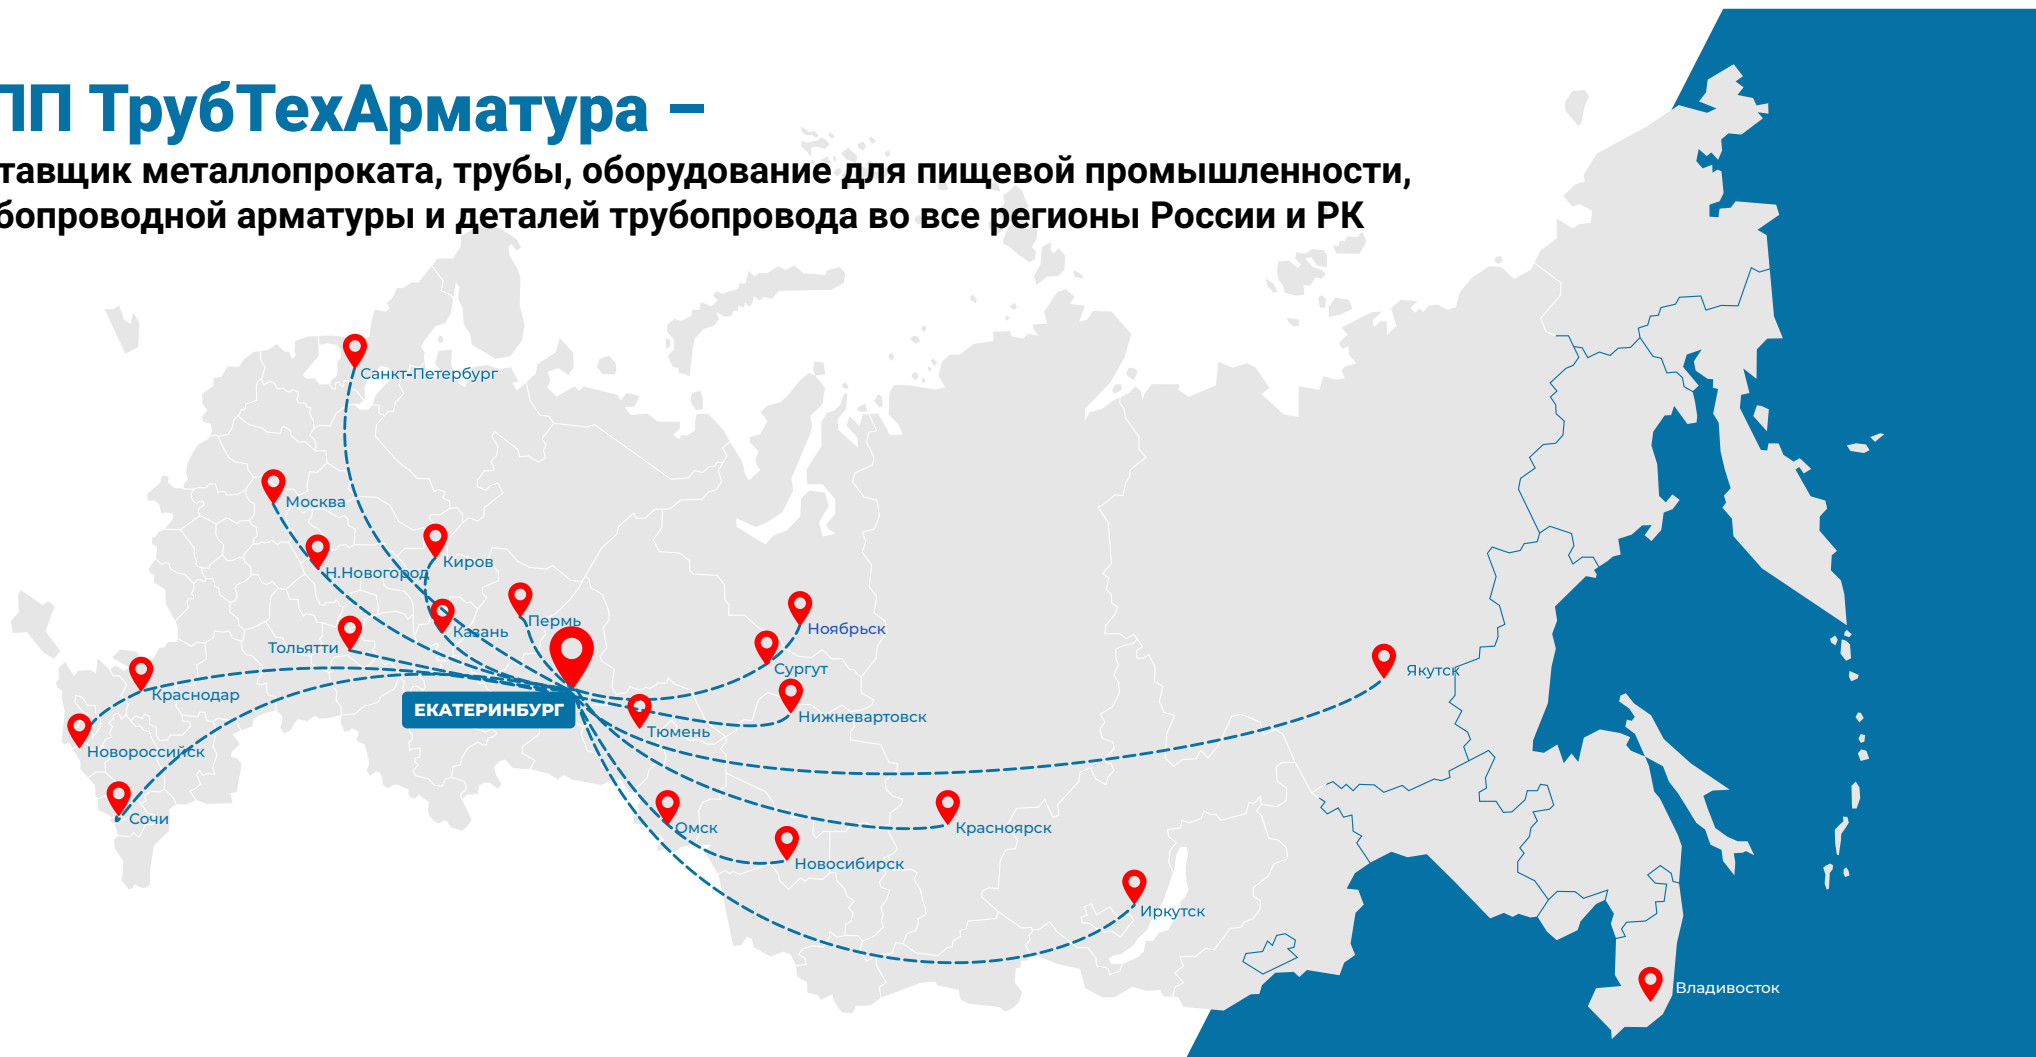 ПП ТрубТехАрматура –
тавщик металлопроката, трубы, оборудование для пищевой промышленности,
бопроводной арматуры и деталей трубопровода во все регионы России и РК
Санкт-Петербург
Москва
Киров
Н.Новогород
Пермь
Казань
Ноябрьск
Тольятти
Сургут
Якутск
Краснодар
ЕКАТЕРИНБУРГ
Нижневартовск
Тюмень
Новороссийск
Сочи
Омск
Красноярск
Новосибирск
Иркутск
Владивосток